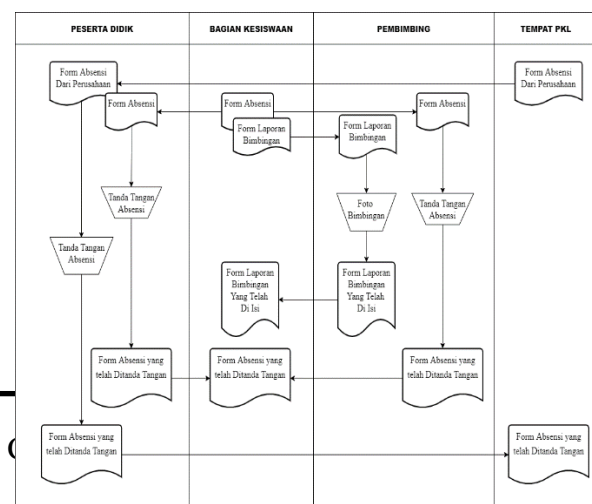 PESERTA DIDIK
BAGIAN KESISWAAN
PEMBIMBING
TEMPAT PKL
Form Absensi
Dari Perusahaan
Form Absensi
Dari Perusahaan
Form Absensi
Form Absensi
Form Absensi
Form Laporan
Bimbingan
Form Laporan
Bimbingan
Tanda Tangan
Absensi
Foto
Bimbingan
Tanda Tangan
Absensi
Tanda Tangan
Absensi
Form Laporan
Bimbingan
Yang Telah
Di Isi
Form Laporan
Bimbingan
Yang Telah
Di Isi
Form Absensi yang
telah Ditanda Tangan
Form Absensi yang
telah Ditanda Tangan
Form Absensi yang
telah Ditanda Tangan
Form Absensi yang
telah Ditanda Tangan
Form Absensi yang
telah Ditanda Tangan